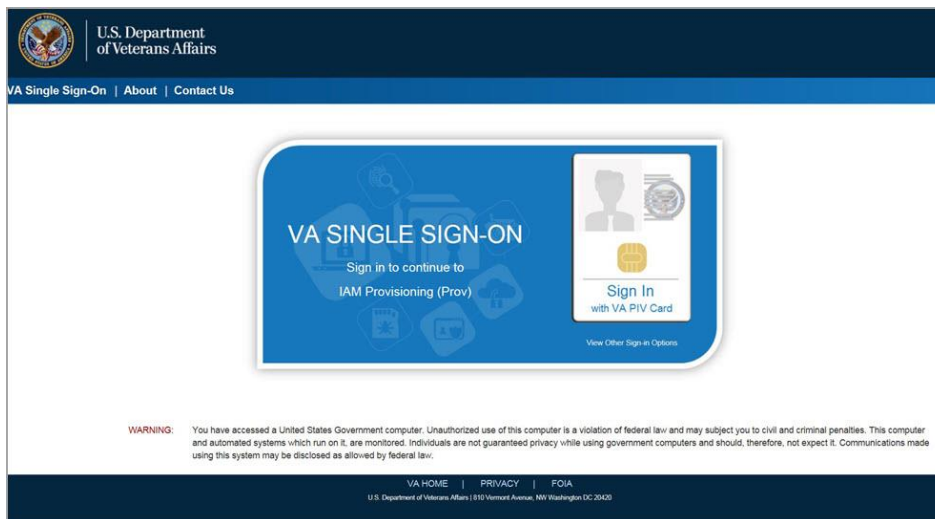 U.S. Department
of Veterans Affairs
VA Single Sign-On | About | Contact Us
VA SINGLE SIGN-ON
Sign in to continue to
IAM Provisioning (Prov)
Sign In
with VA PIV Card
View Other Sign-in Options
WARNING: You have accessed a United States Government computer. Unauthorized use of this computer is a violation of federal law and may subject you to civil and criminal penalties. This computer
and automated systems which run on it, are monitored. Individuals are not guaranteed privacy while using government computers and should, therefore, not expect it. Communications made
using this system may be disclosed as allowed by federal law.
VA HOME | PRIVACY | FOIA
U.S. Department of Veterans Affairs | 810 Vermont Avenue, NW Washington DC 20420